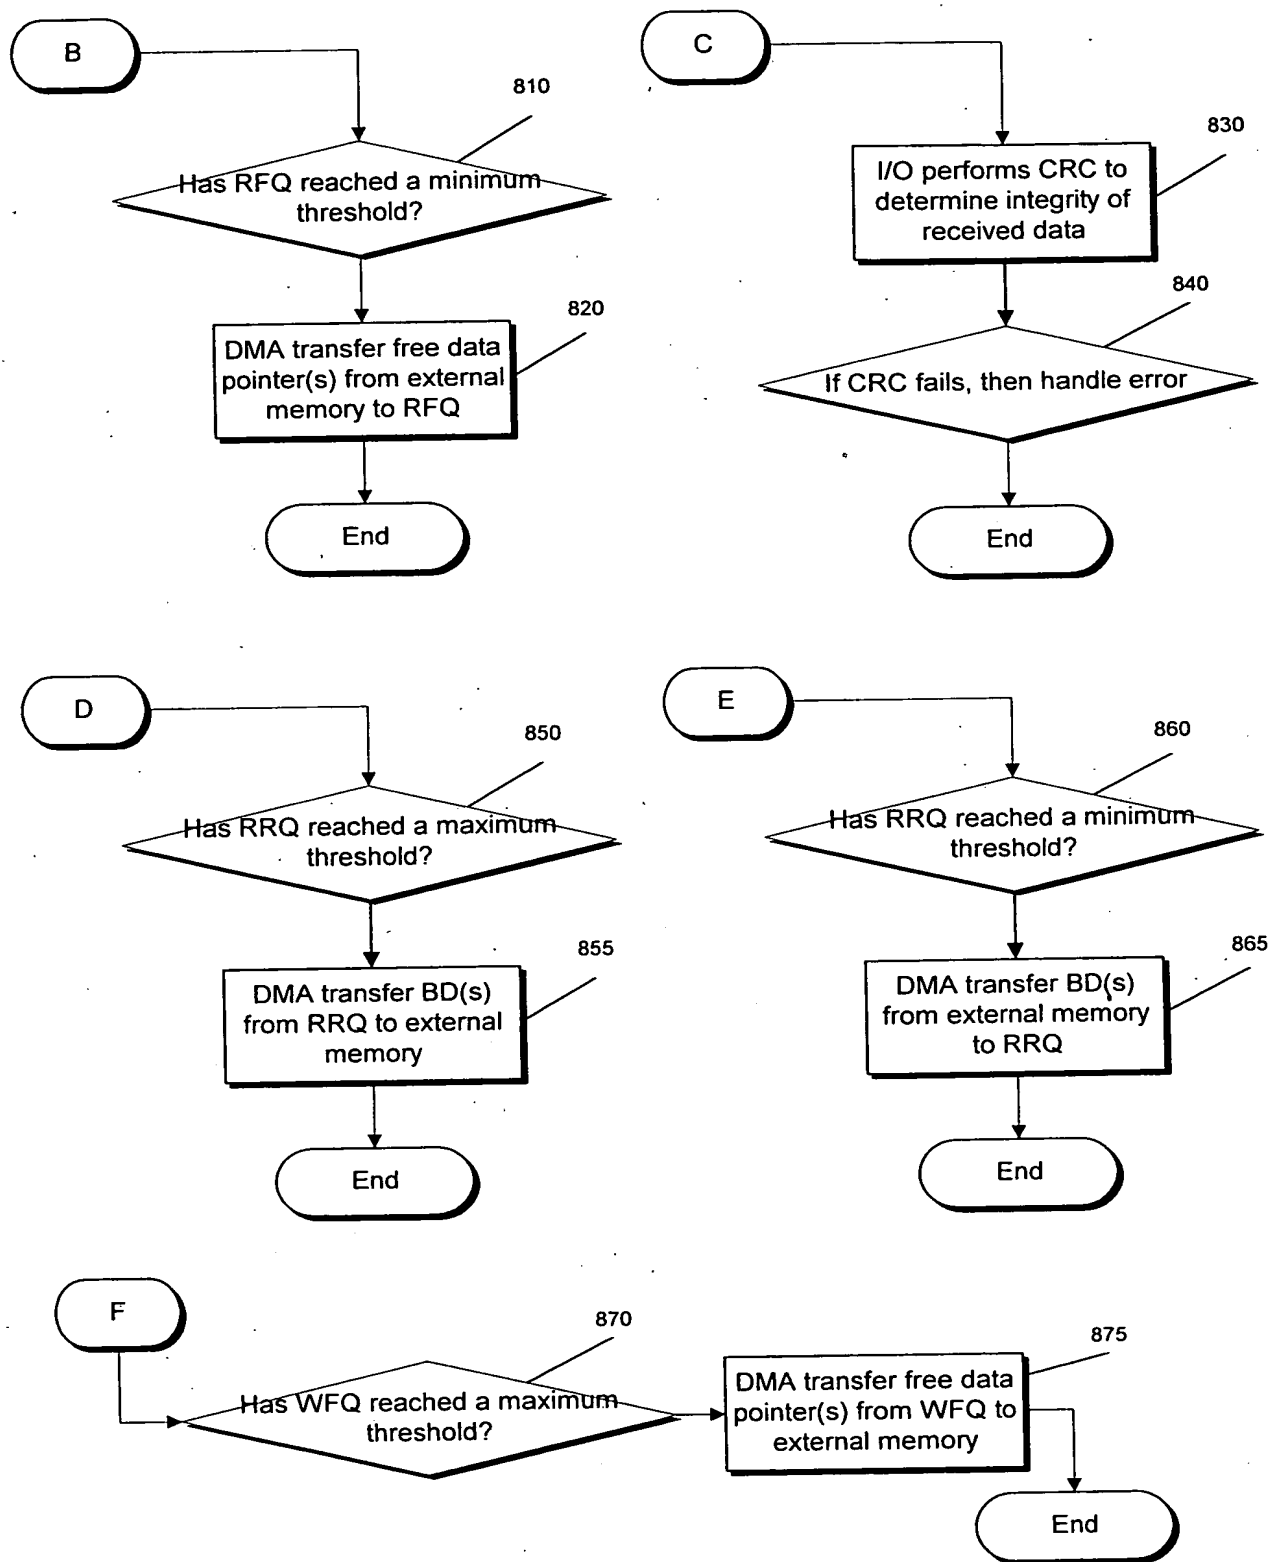 B
810
Has RFQ reached a minimum
threshold?
820
DMA transfer free data
pointer(s) from external
memory to RFQ
End
C
830
I/O performs CRC to
determine integrity of
received data
840
If CRC fails, then handle error
End
D
850
Has RRQ reached a maximum
threshold?
855
DMA transfer BD(s)
from RRQ to external
memory
End
E
860
Has RRQ reached a minimum
threshold?
865
DMA transfer BD(s)
from external memory
to RRQ
End
F
870
Has WFQ reached a maximum
threshold?
875
DMA transfer free data
pointer(s) from WFQ to
external memory
End